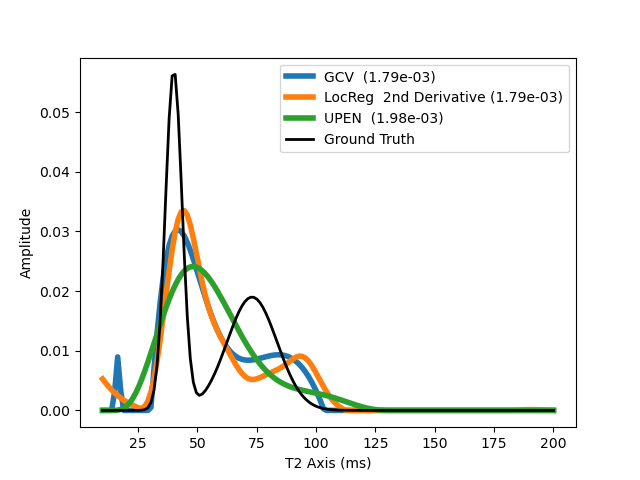 GCV (1.79e-03)
LocReg 2nd Derivative (1.79e-03)
UPEN (1.98e-03)
Ground Truth
Amplitude
0.05
0.04
0.03
0.02
0.01
0.00
25 50 75 100 125 150 175 200
T2 Axis (ms)